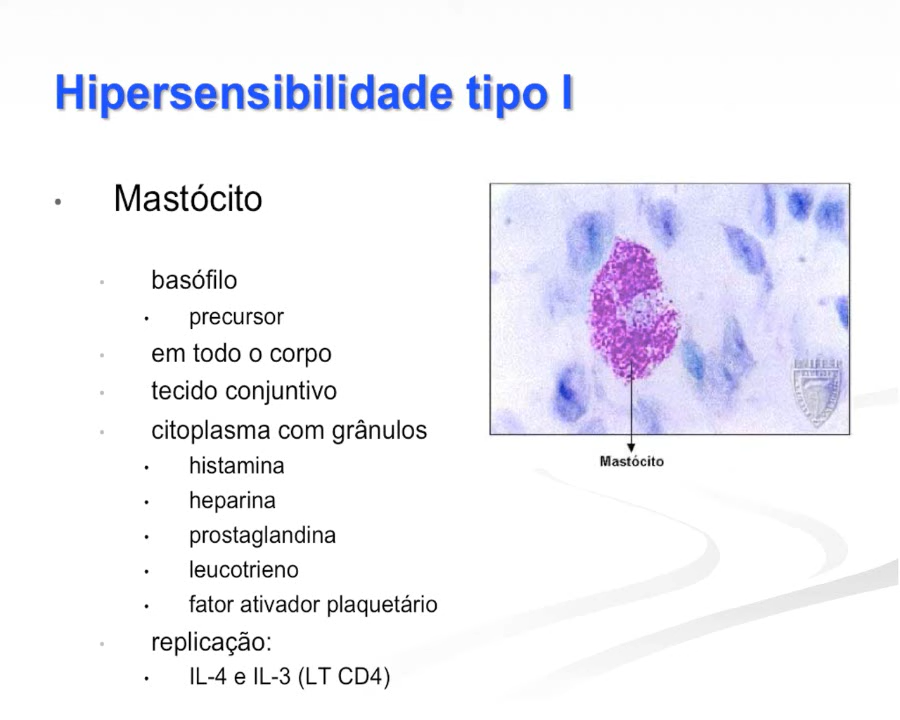 Hipersensibilidade tipo I
• Mastócito
• basófilo
• precursor
• em todo o corpo
• tecido conjuntivo
• citoplasma com grânulos
• histamina
• heparina
• prostaglandina
• leucotrieno
• fator ativador plaquetário
• replicação:
• IL-4 e IL-3 (LT CD4)
Mastócito